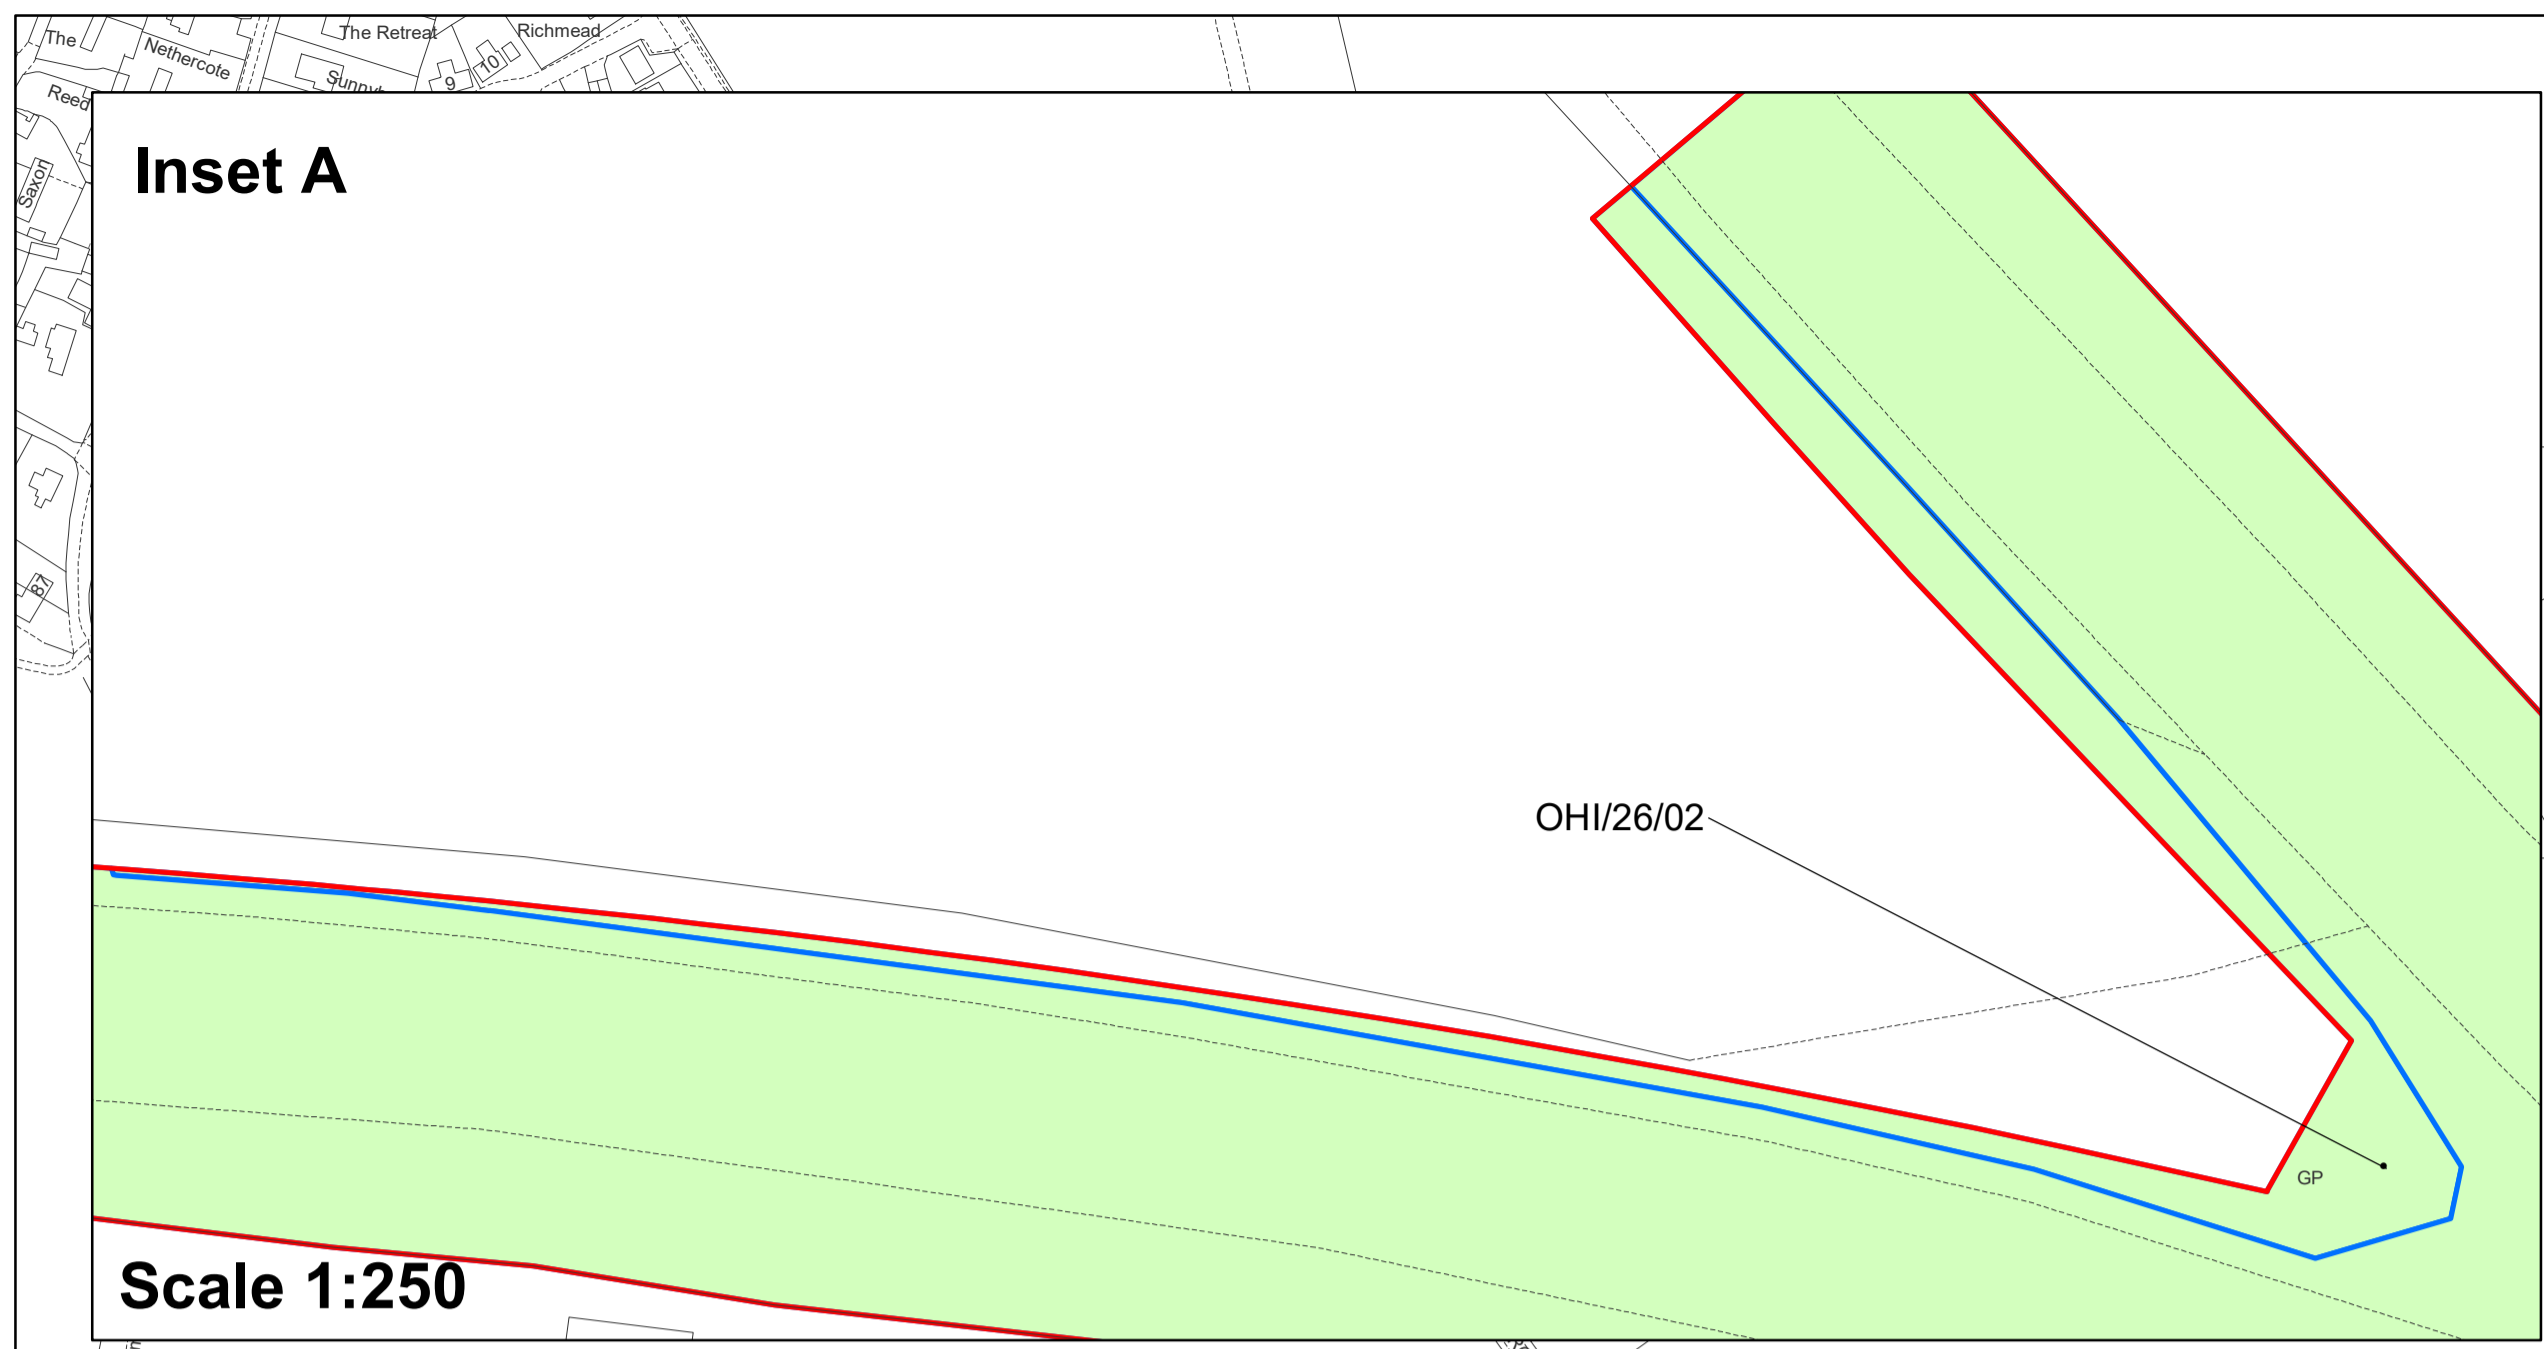 The
Nethercote
The Retreat
Richmead
Reed
9
10
Saxon
Inset A
87
OHI/26/02
GP
Scale 1:250